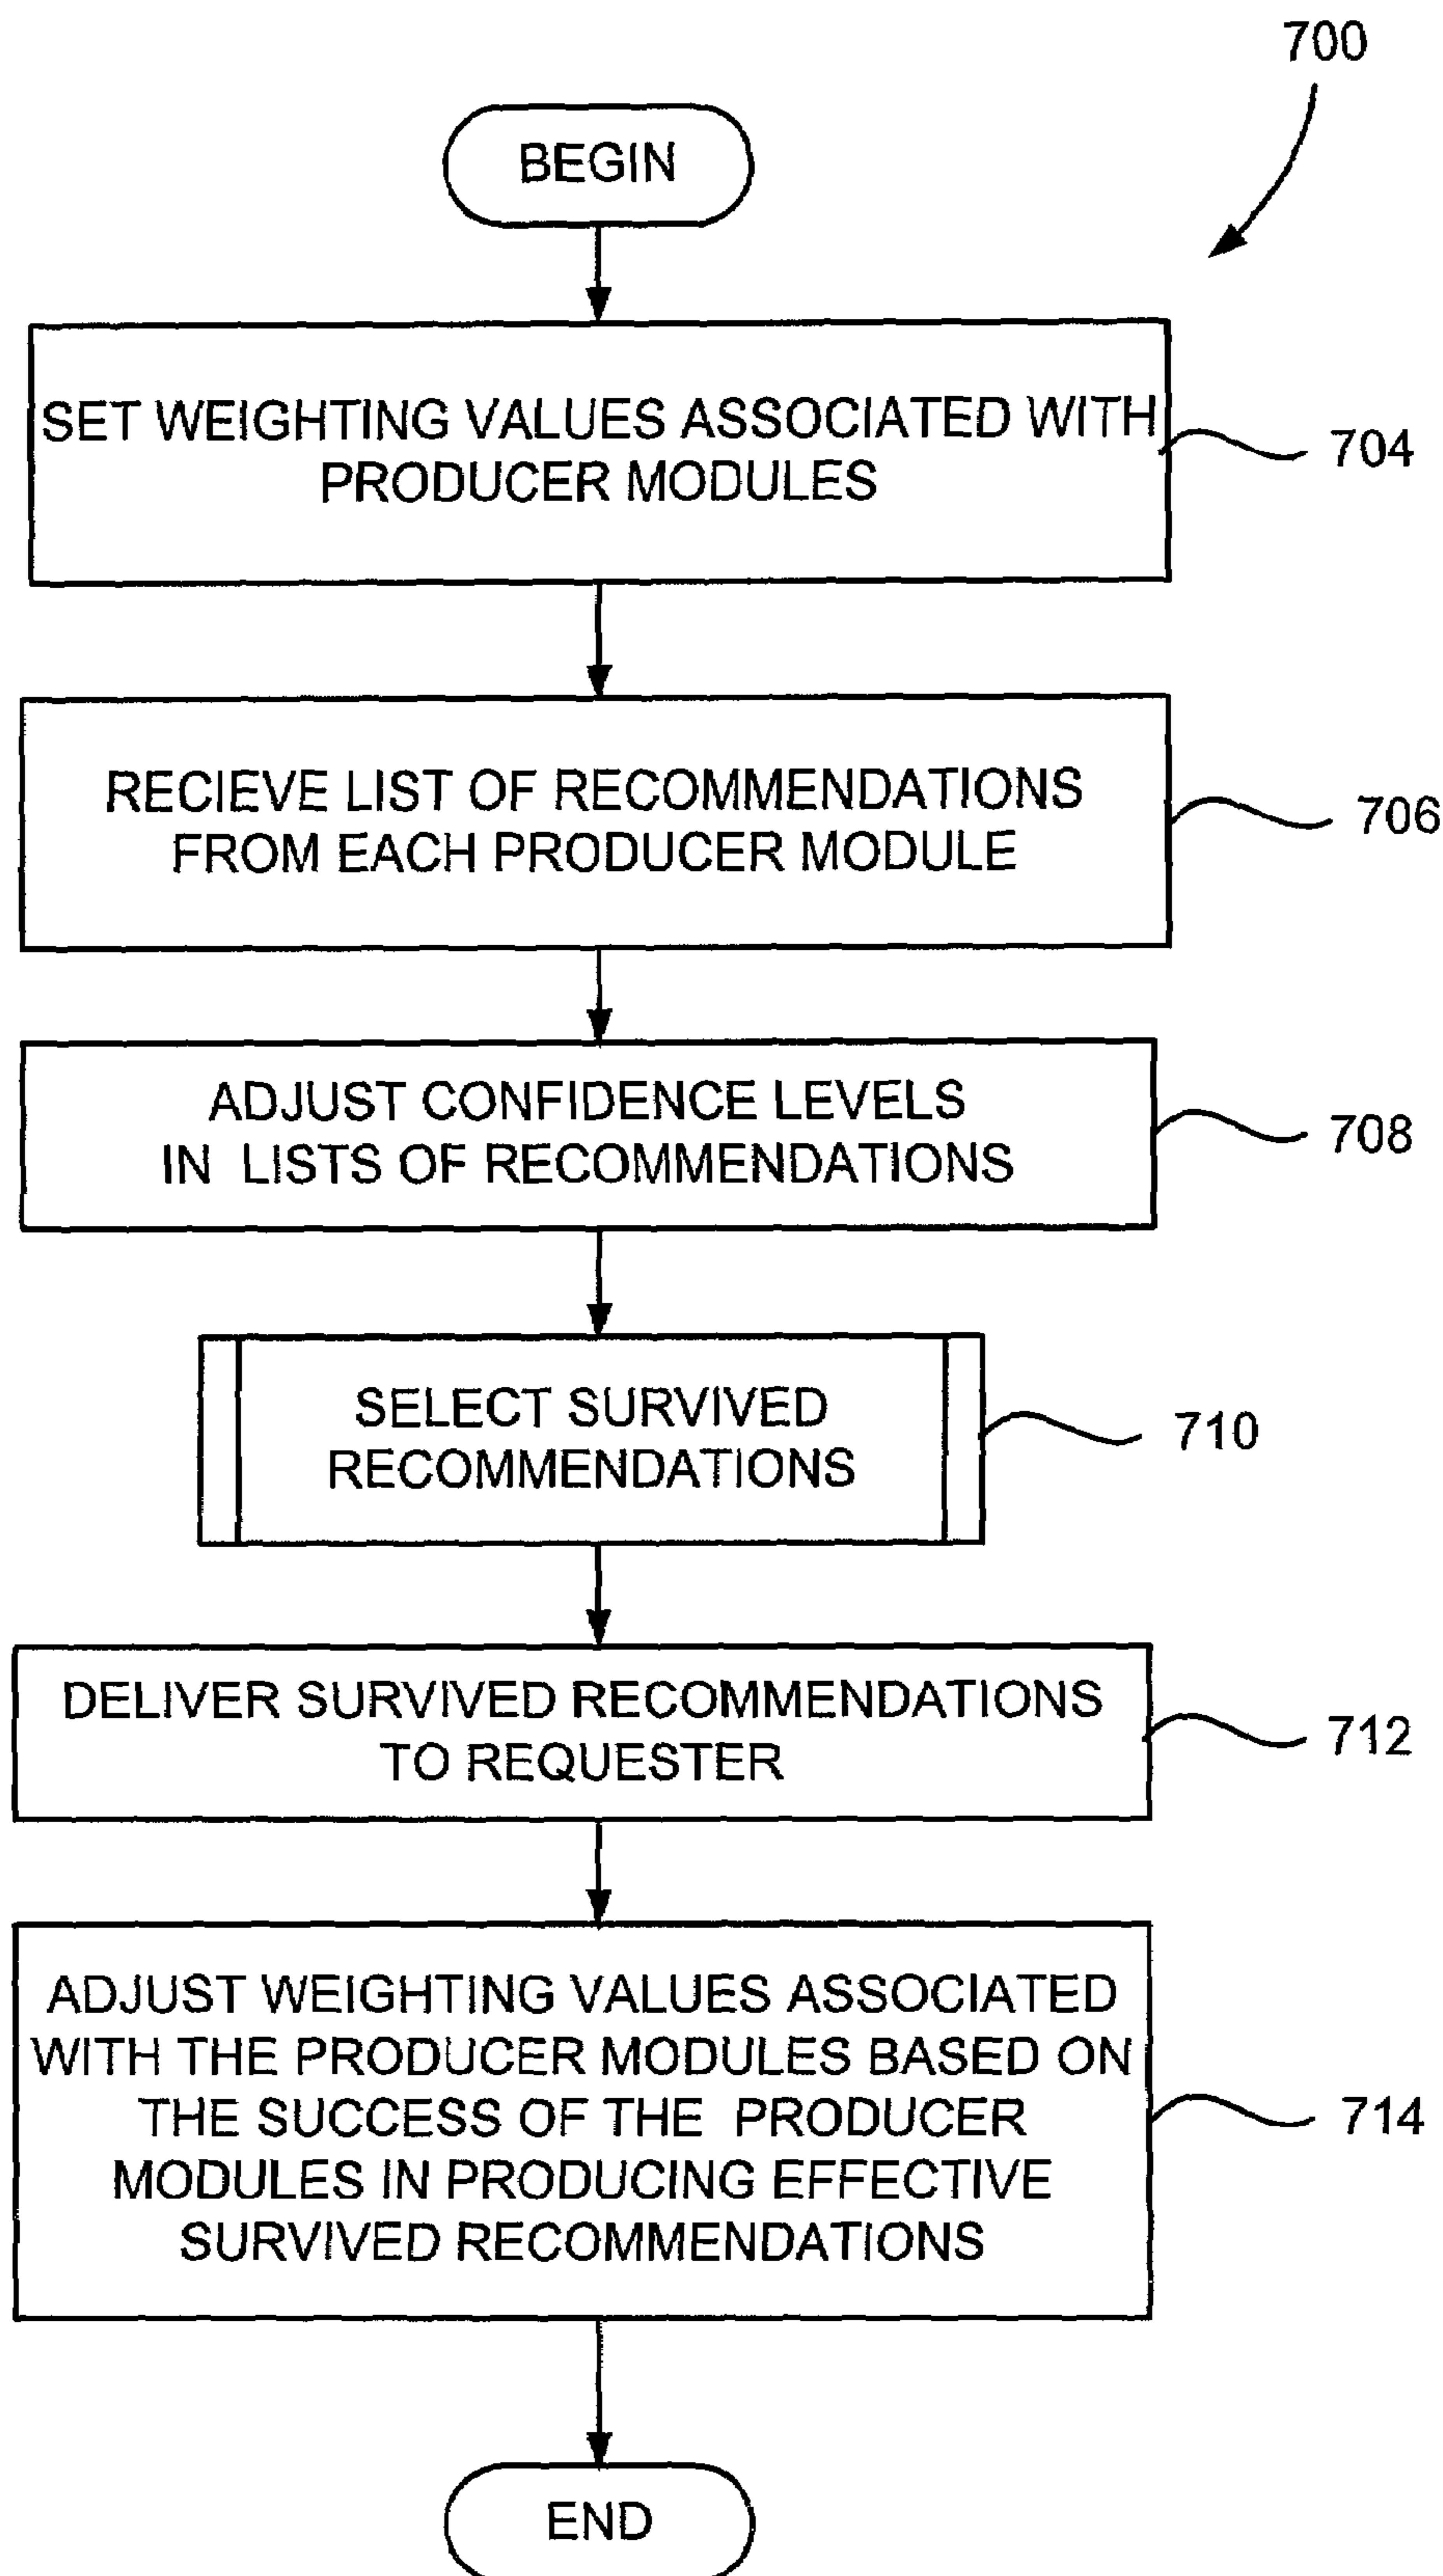 700
BEGIN
SET WEIGHTING VALUES ASSOCIATED WITH
PRODUCER MODULES
704
RECIEVE LIST OF RECOMMENDATIONS
FROM EACH PRODUCER MODULE
706
ADJUST CONFIDENCE LEVELS
IN LISTS OF RECOMMENDATIONS
708
SELECT SURVIVED
RECOMMENDATIONS
710
DELIVER SURVIVED RECOMMENDATIONS
TO REQUESTER
712
ADJUST WEIGHTING VALUES ASSOCIATED
WITH THE PRODUCER MODULES BASED ON
THE SUCCESS OF THE PRODUCER
MODULES IN PRODUCING EFFECTIVE
SURVIVED RECOMMENDATIONS
714
END